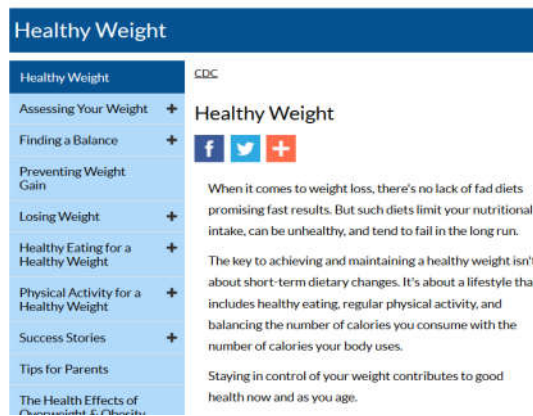 Healthy Weight
Healthy Weight
Assessing Your Weight +
Finding a Balance +
Preventing Weight
Gain
Losing Weight +
Healthy Eating for a +
Healthy Weight
Physical Activity for a +
Healthy Weight
Success Stories +
Tips for Parents
The Health Effects of
Overweight & Obesity
CDC
Healthy Weight
f
+
When it comes to weight loss, there's no lack of fad diets
promising fast results. But such diets limit your nutritional
intake, can be unhealthy, and tend to fail in the long run.
The key to achieving and maintaining a healthy weight isn't
about short-term dietary changes. It's about a lifestyle tha
includes healthy eating, regular physical activity, and
balancing the number of calories you consume with the
number of calories your body uses.
Staying in control of your weight contributes to good
health now and as you age.